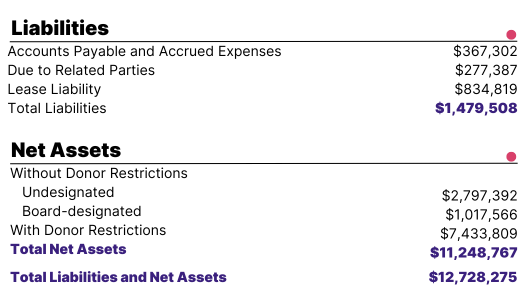 Liabilities
Accounts Payable and Accrued Expenses $367,302
Due to Related Parties $277,387
Lease Liability $834,819
Total Liabilities $1,479,508
Net Assets
Without Donor Restrictions
Undesignated $2,797,392
Board-designated $1,017,566
With Donor Restrictions $7,433,809
Total Net Assets $11,248,767
Total Liabilities and Net Assets $12,728,275